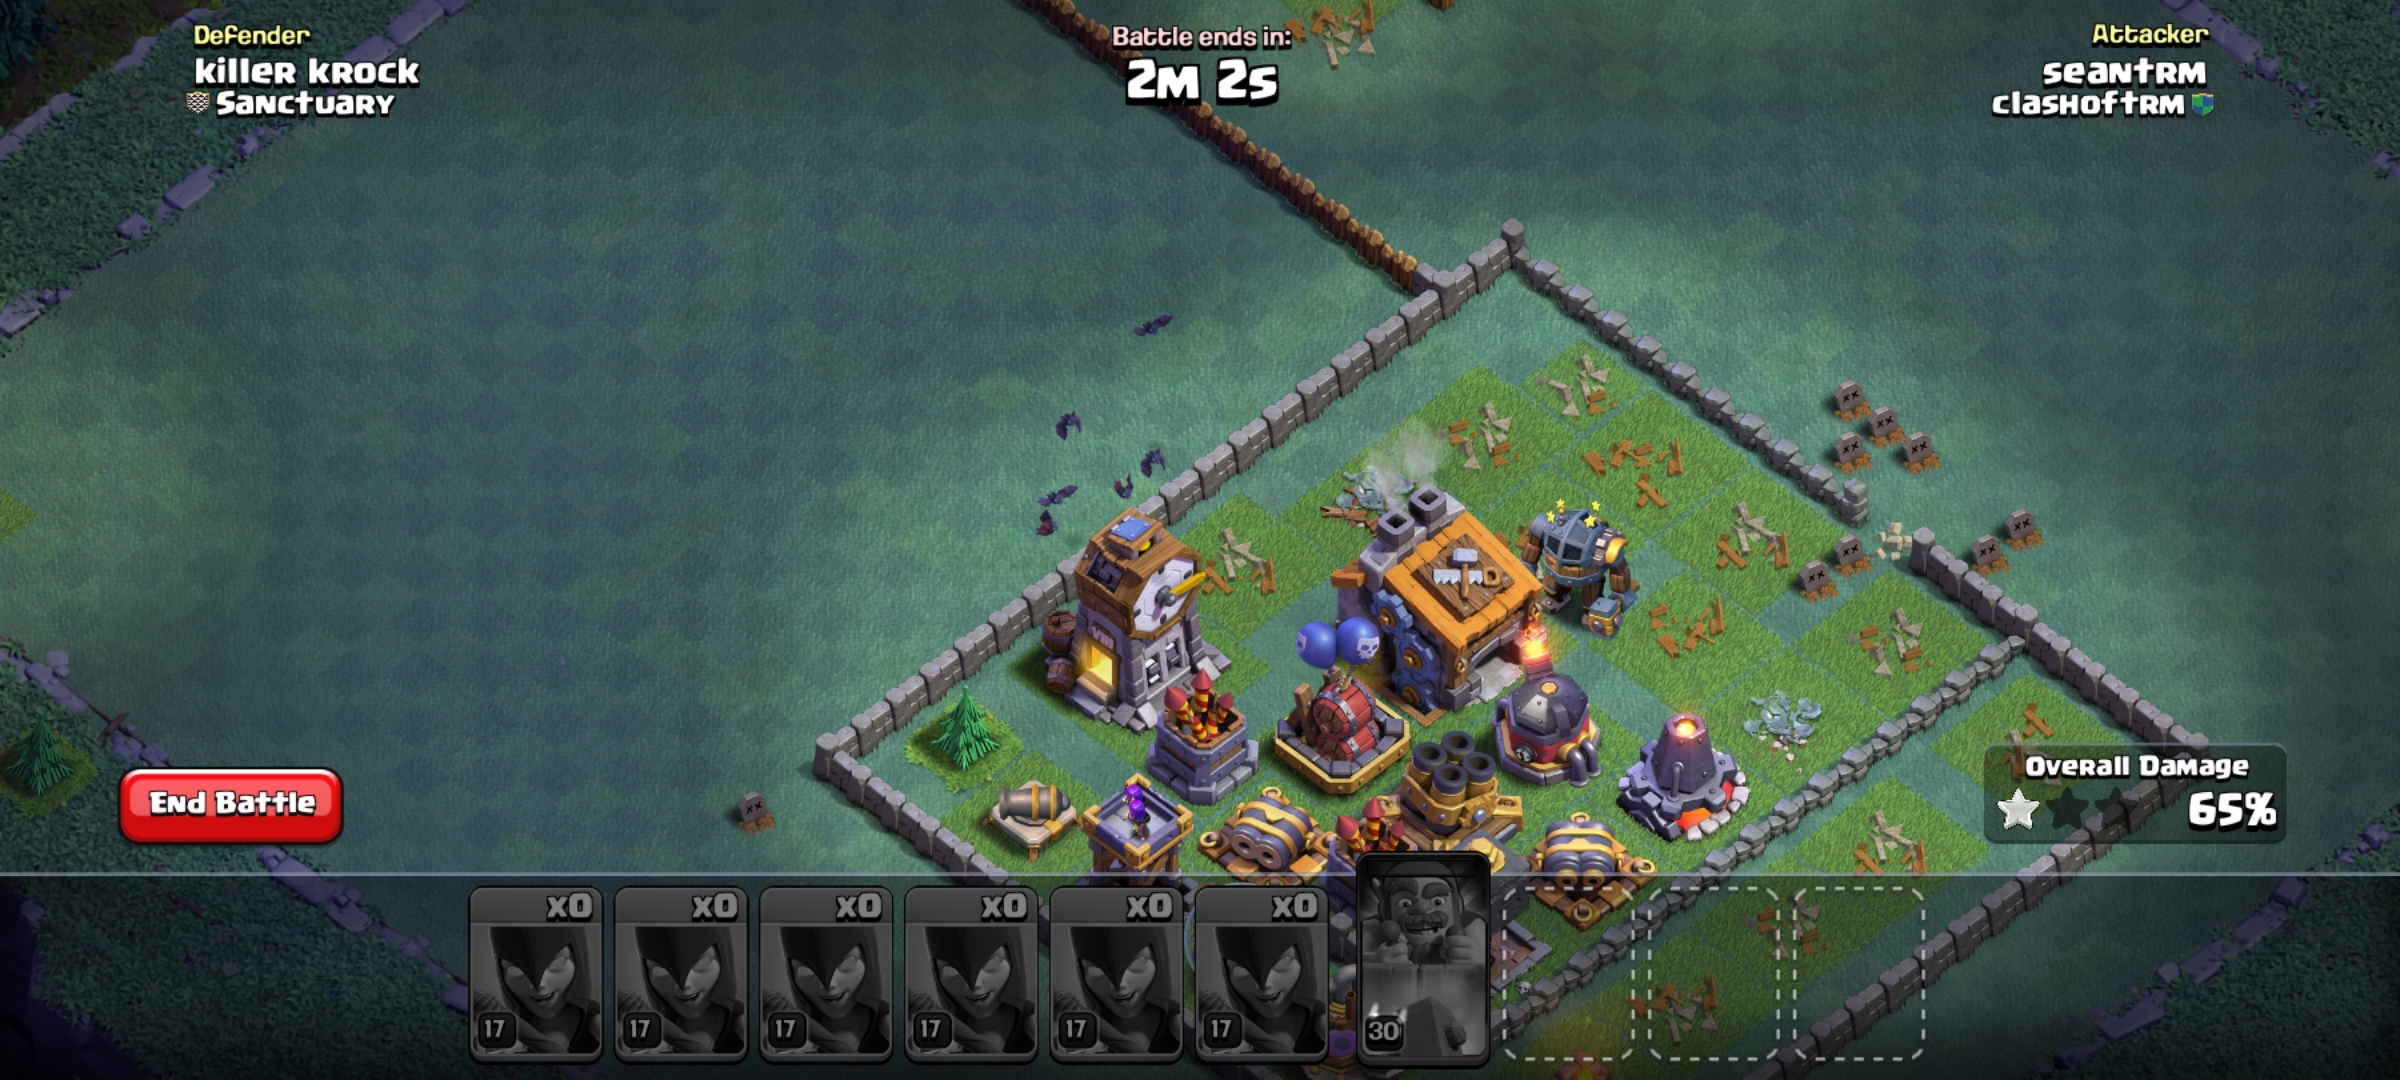 Defender
killer krock
Sanctuary
Battle ends in:
2M 2s
Attacker
seantrm
clashoftrm
VIII
End Battle
Overall Damage
65%
x0
x0
x0
x0
x0
x0
17
17
17
17
17
17
30